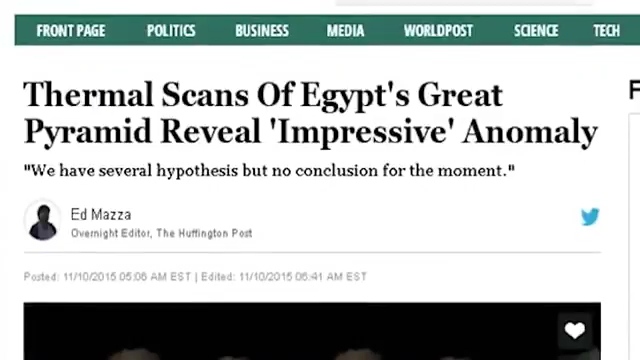 FRONT PAGE POLITICS BUSINESS MEDIA WORLDPOST SCIENCE TECH
Thermal Scans Of Egypt's Great
Pyramid Reveal 'Impressive' Anomaly
"We have several hypothesis but no conclusion for the moment."
Ed Mazza
Overnight Editor, The Huffington Post
Posted: 11/10/2015 05:06 AM EST | Edited: 11/10/2015 06:41 AM EST
F